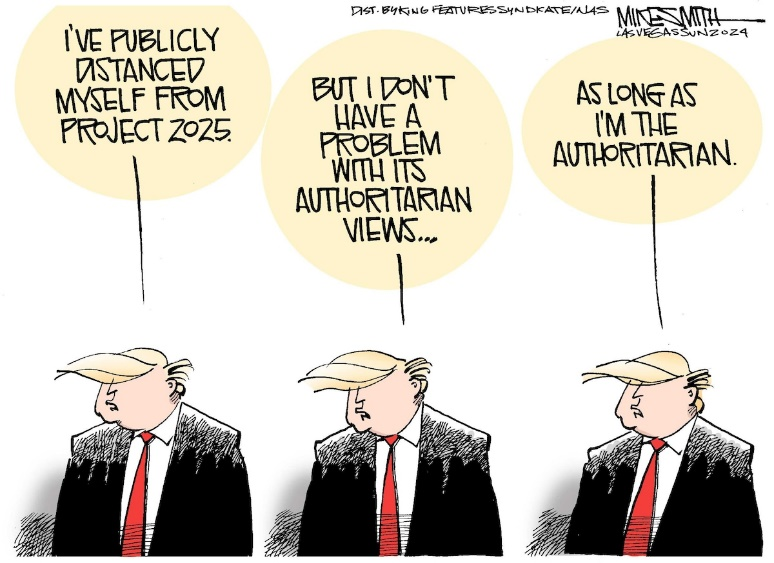 DIST. BY KING FEATURES SYNDICATE/NAS
MIKE SMITH
LAS VEGAS SUN 2024
I'VE PUBLICLY
DISTANCED
MYSELF FROM
PROJECT 2025.
BUT I DON'T
HAVE A
PROBLEM
WITH ITS
AUTHORITARIAN
VIEWS...
AS LONG AS
I'M THE
AUTHORITARIAN.